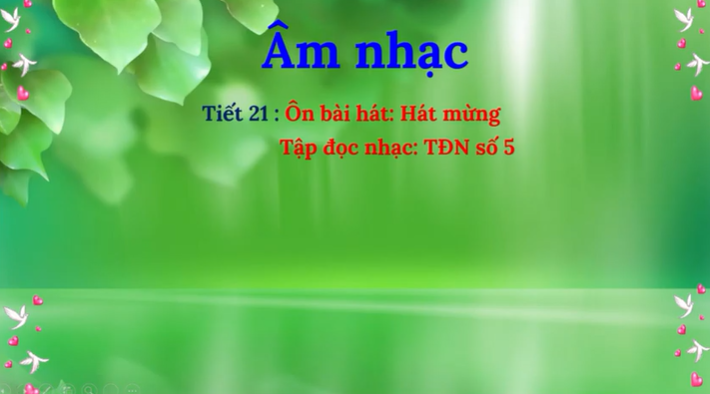 Âm nhạc
Tiết 21 : Ôn bài hát: Hát mừng
Tập đọc nhạc: TĐN số 5